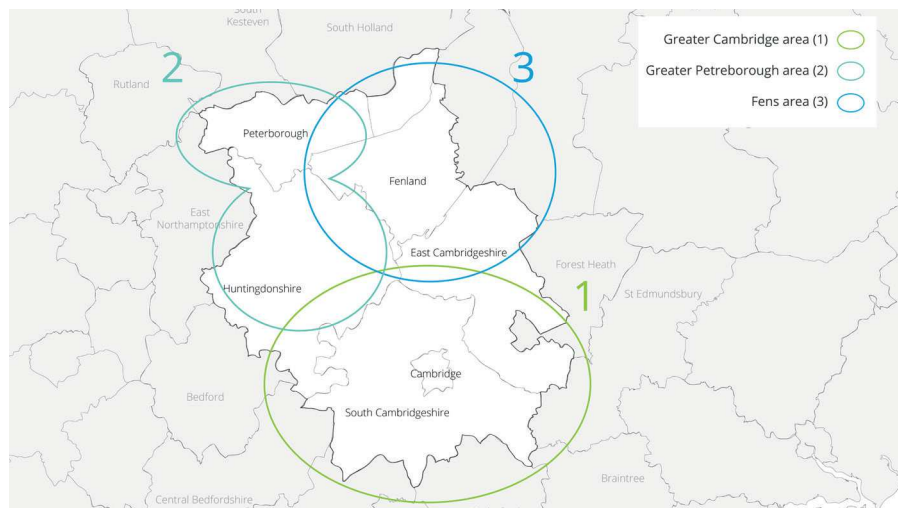 South
Kesteven
South Holland
Greater Cambridge area (1)
Greater Petreborough area (2)
Fens area (3)
2
3
Rutland
Peterborough
Fenland
East
Northamptonshire
East Cambridgeshire
Forest Heath
Huntingdonshire
1
St Edmundsbury
Cambridge
Bedford
South Cambridgeshire
Braintree
Central Bedfordshire